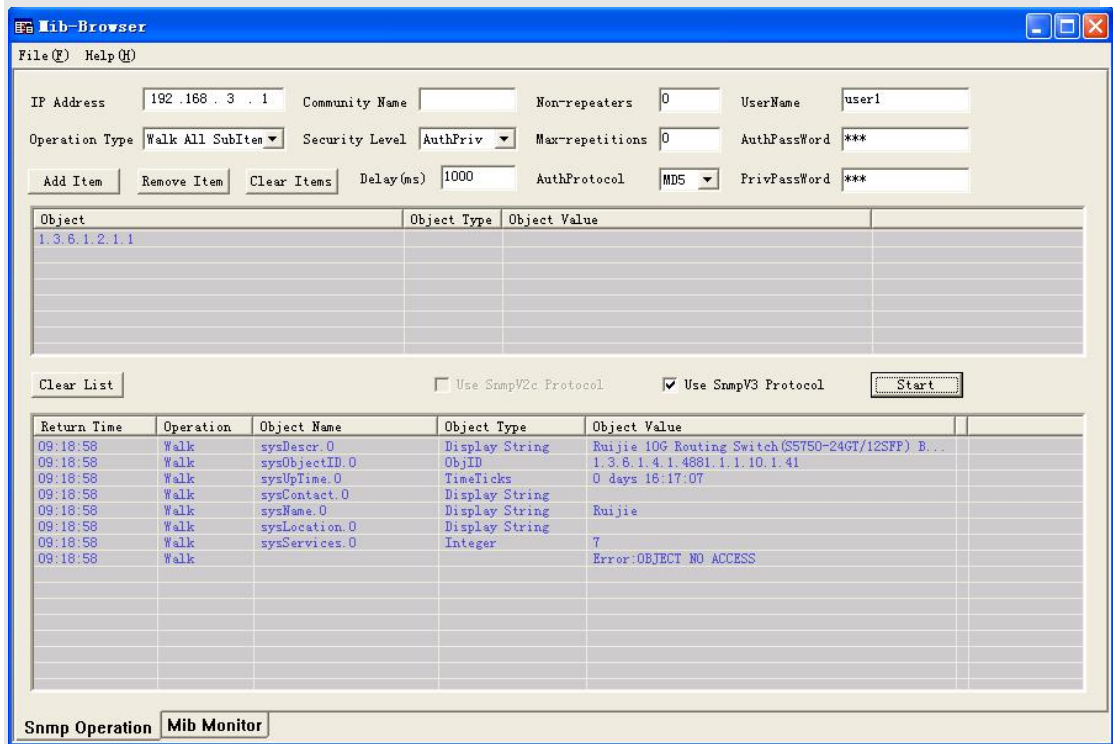 Mib-Browser
File(F) Help(H)
IP Address 192 .168 . 3 . 1 Community Name Non-repeaters 0 UserName user1
Operation Type Walk All SubItem Security Level AuthPriv Max-repetitions 0 AuthPassWord ***
Add Item Remove Item Clear Items Delay(ms) 1000 AuthProtocol MD5 PrivPassWord ***
Object Object Type Object Value
1.3.6.1.2.1.1
Clear List Use SnmpV2c Protocol Use SnmpV3 Protocol Start
Return Time Operation Object Name Object Type Object Value
09:18:58 Walk sysDescr.0 Display String Ruijie 10G Routing Switch(S5750-24GT/12SFP) B...
09:18:58 Walk sysObjectID.0 ObjID 1.3.6.1.4.1.4881.1.1.10.1.41
09:18:58 Walk sysUpTime.0 TimeTicks 0 days 16:17:07
09:18:58 Walk sysContact.0 Display String
09:18:58 Walk sysName.0 Display String Ruijie
09:18:58 Walk sysLocation.0 Display String
09:18:58 Walk sysServices.0 Integer 7
09:18:58 Walk Error:OBJECT NO ACCESS
Snmp Operation Mib Monitor